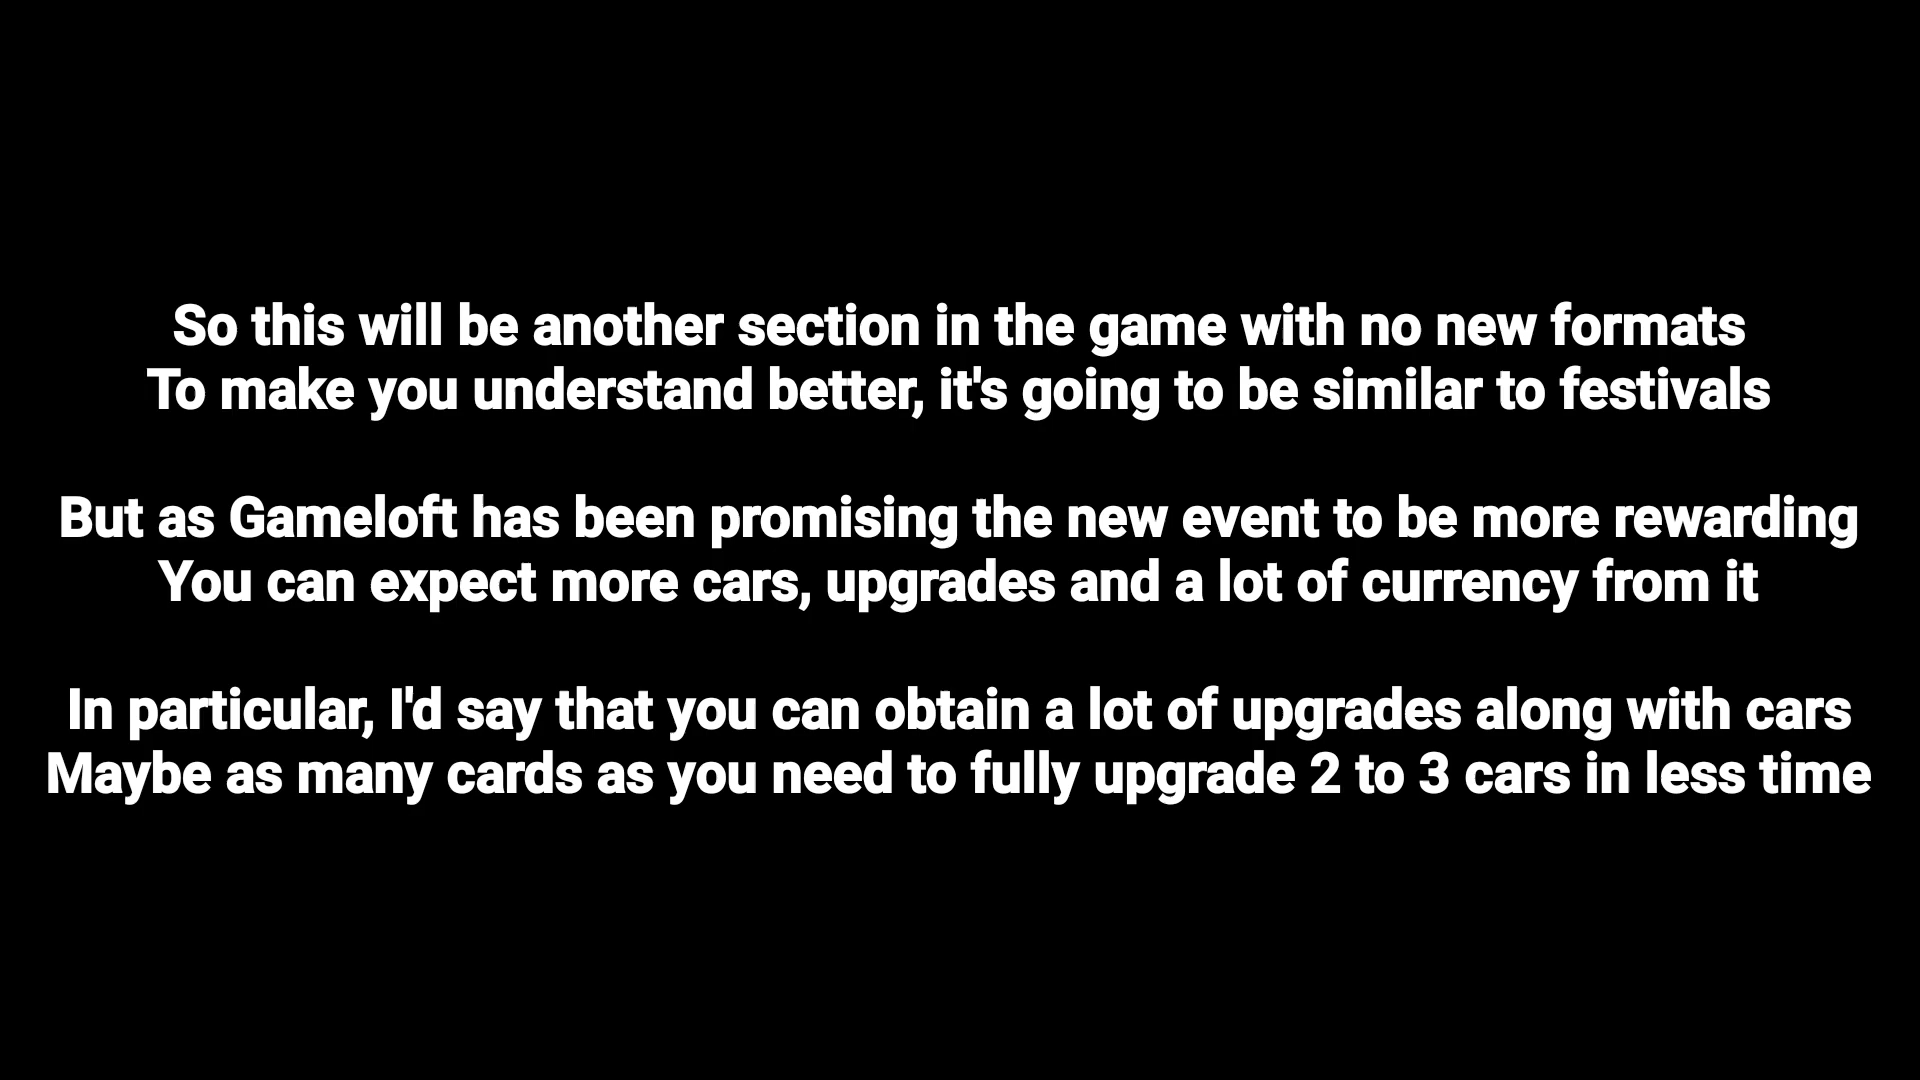 So this will be another section in the game with no new formats
To make you understand better, it's going to be similar to festivals
But as Gameloft has been promising the new event to be more rewarding
You can expect more cars, upgrades and a lot of currency from it
In particular, I'd say that you can obtain a lot of upgrades along with cars
Maybe as many cards as you need to fully upgrade 2 to 3 cars in less time